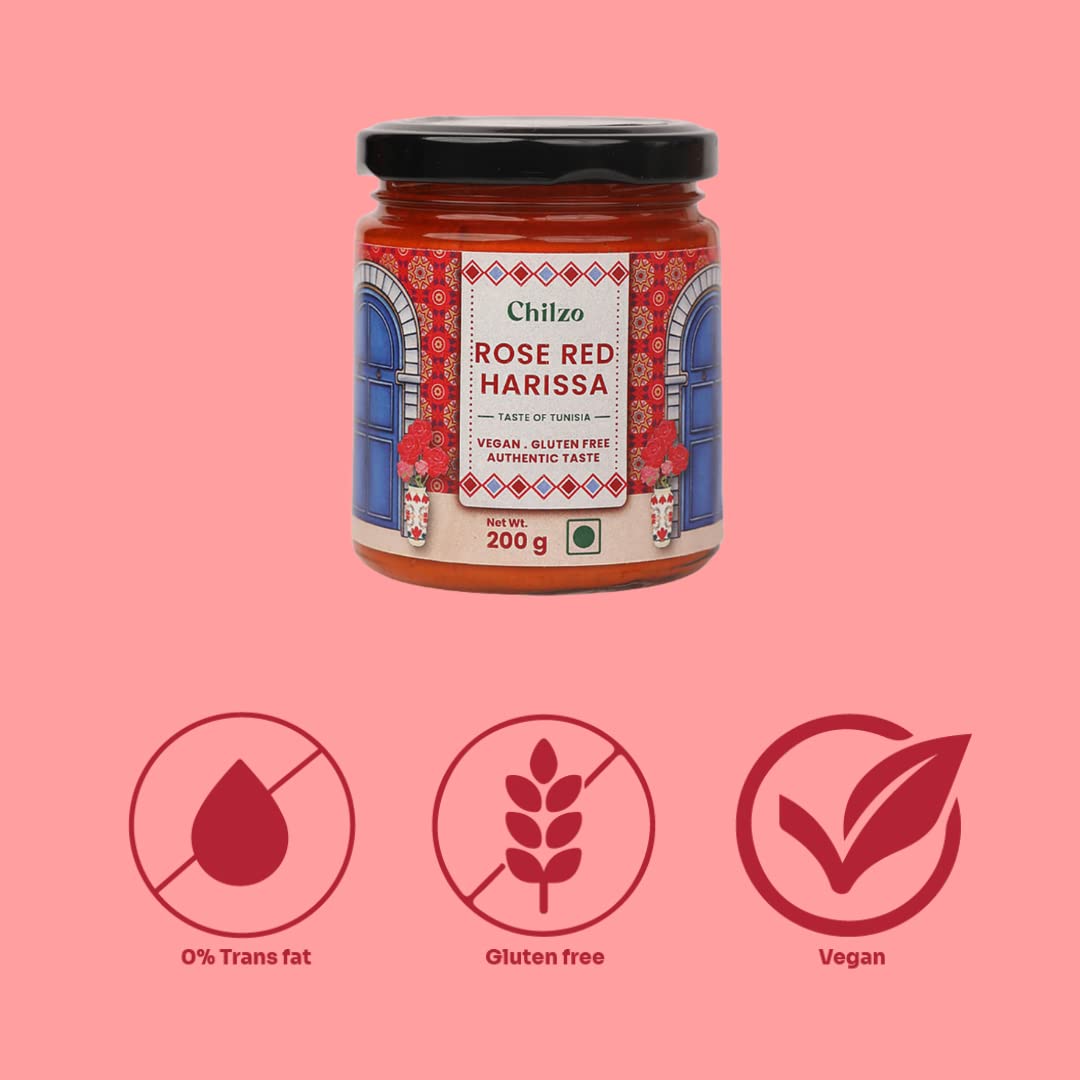 Chilzo
ROSE RED
HARISSA
TASTE OF TUNISIA
VEGAN . GLUTEN FREE
AUTHENTIC TASTE
Net Wt.
200 g
0% Trans fat
Gluten free
Vegan